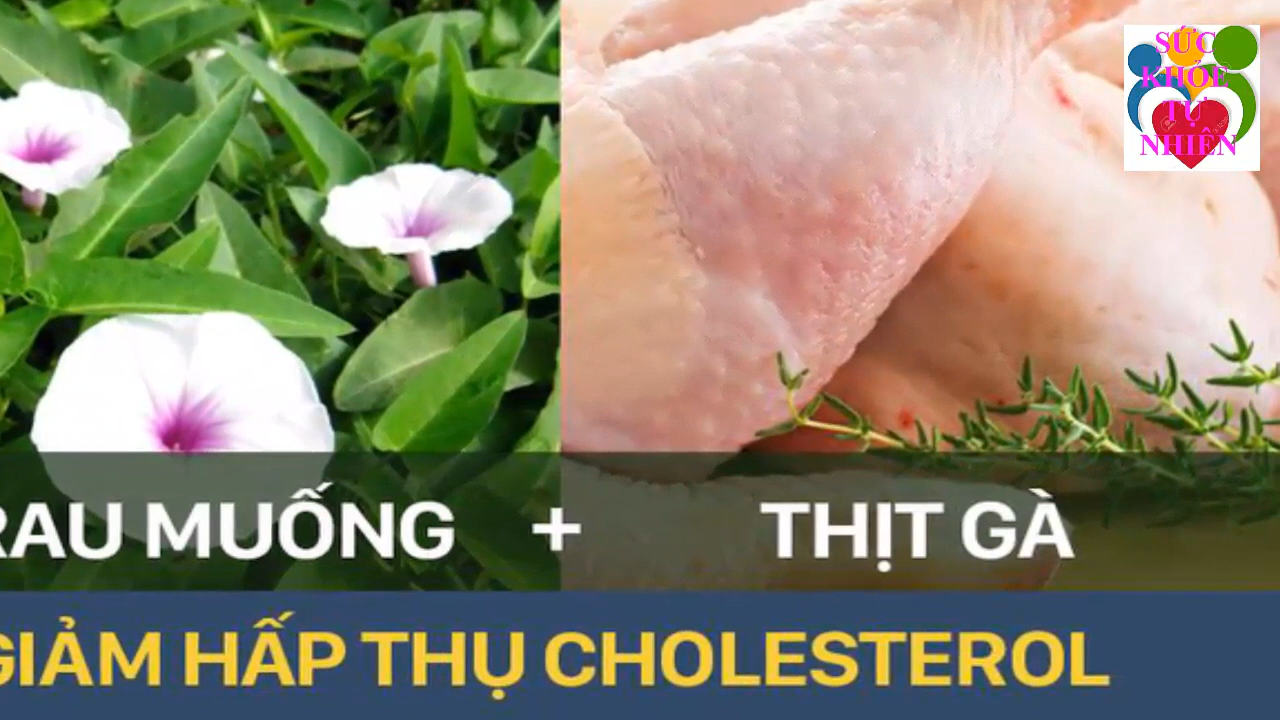 SỨC
KHỎE
TỰ
NHIÊN
RAU MUỐNG + THỊT GÀ
GIẢM HẤP THỤ CHOLESTEROL